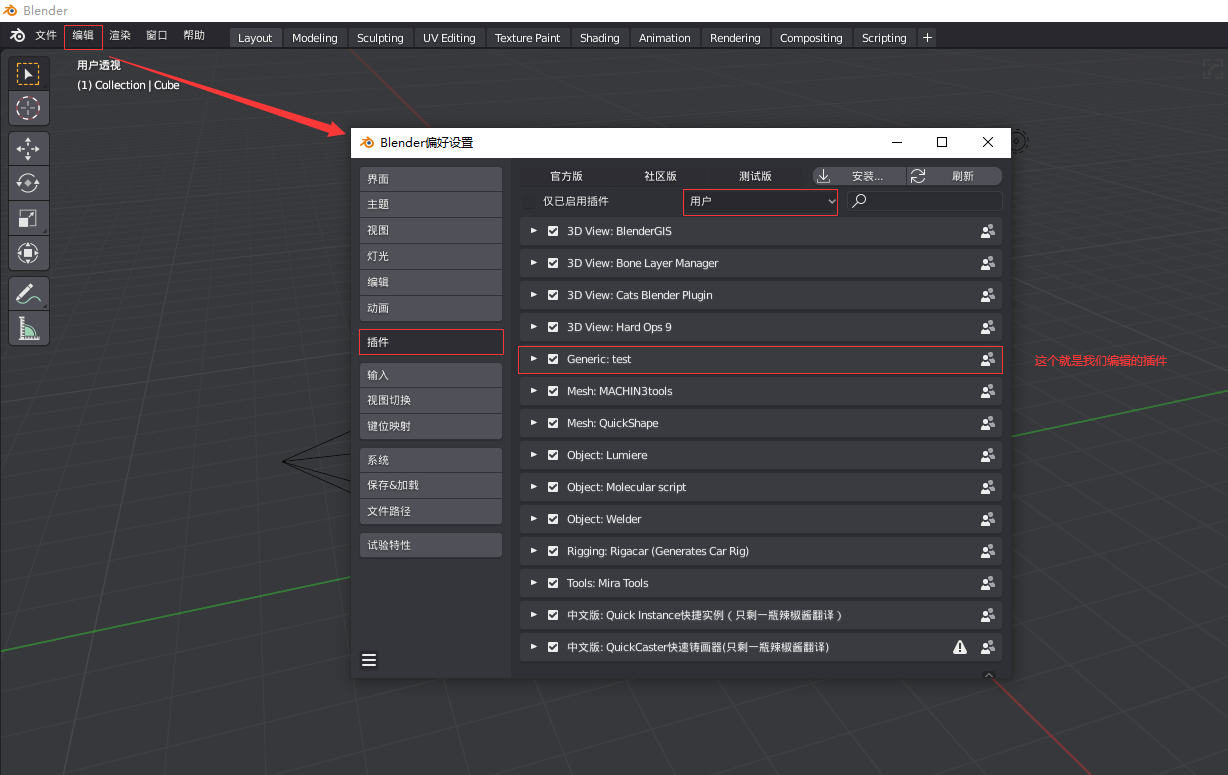 Blender
文件 编辑 渲染 窗口 帮助 Layout Modeling Sculpting UV Editing Texture Paint Shading Animation Rendering Compositing Scripting +
用户透视
(1) Collection | Cube
Blender偏好设置
界面
主题
视图
灯光
编辑
动画
插件
输入
视图切换
键位映射
系统
保存&加载
文件路径
试验特性
官方版 社区版 测试版 安装... 刷新
仅已启用插件 用户
3D View: BlenderGIS
3D View: Bone Layer Manager
3D View: Cats Blender Plugin
3D View: Hard Ops 9
Generic: test
Mesh: MACHIN3tools
Mesh: QuickShape
Object: Lumiere
Object: Molecular script
Object: Welder
Rigging: Rigacar (Generates Car Rig)
Tools: Mira Tools
中文版: Quick Instance快捷实例（只剩一瓶辣椒酱翻译）
中文版: QuickCaster快速铸画器(只剩一瓶辣椒酱翻译)
这个就是我们编辑的插件